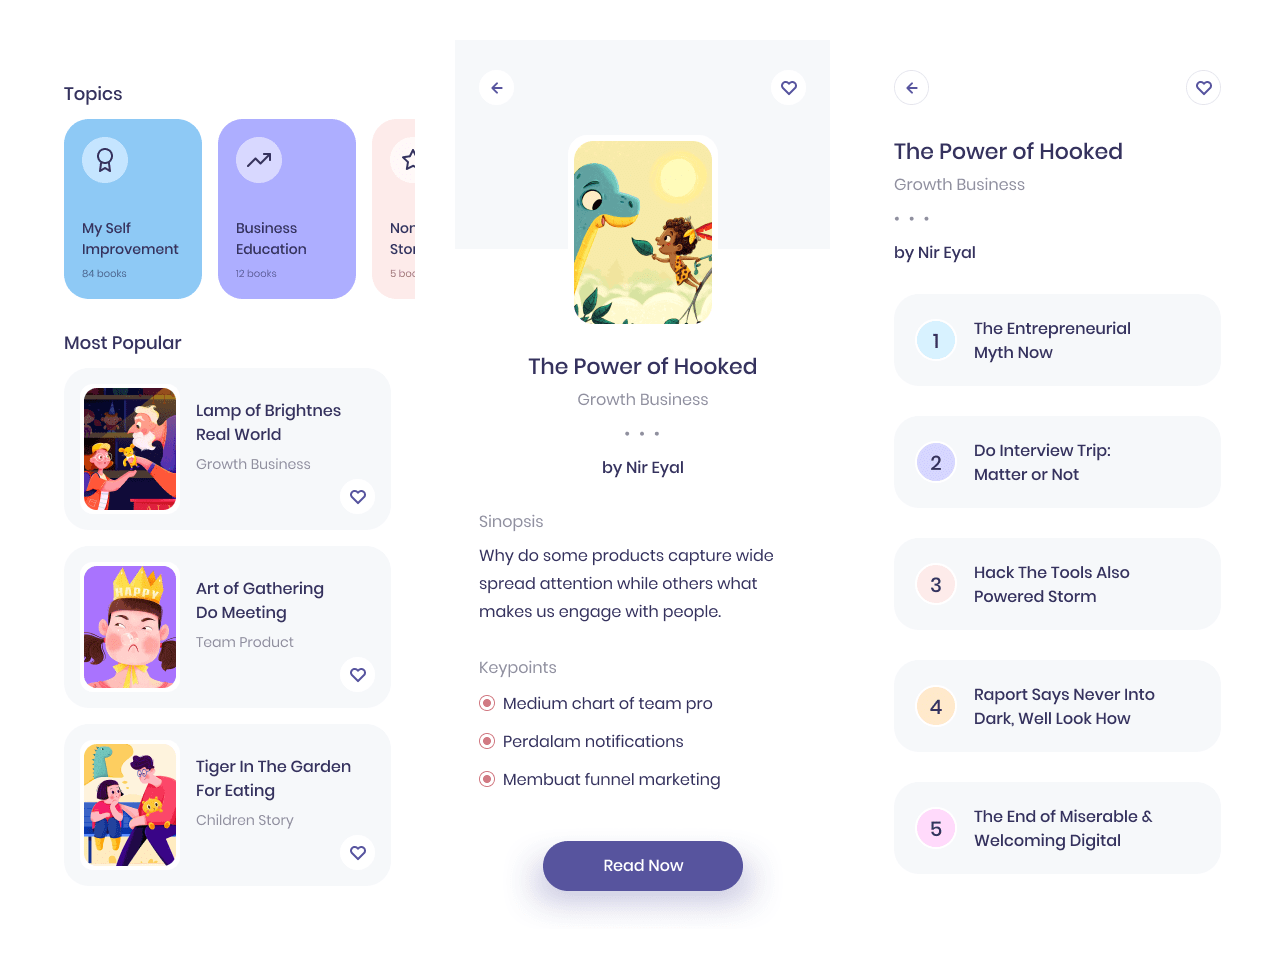 Topics
My Self
Improvement
84 books
Business
Education
12 books
Most Popular
Lamp of Brightnes
Real World
Growth Business
Art of Gathering
Do Meeting
Team Product
HAPPY
Tiger In The Garden
For Eating
Children Story
The Power of Hooked
Growth Business
by Nir Eyal
Sinopsis
Why do some products capture wide
spread attention while others what
makes us engage with people.
Keypoints
Medium chart of team pro
Perdalam notifications
Membuat funnel marketing
Read Now
The Power of Hooked
Growth Business
by Nir Eyal
1 The Entrepreneurial
Myth Now
2 Do Interview Trip:
Matter or Not
3 Hack The Tools Also
Powered Storm
4 Raport Says Never Into
Dark, Well Look How
5 The End of Miserable &
Welcoming Digital